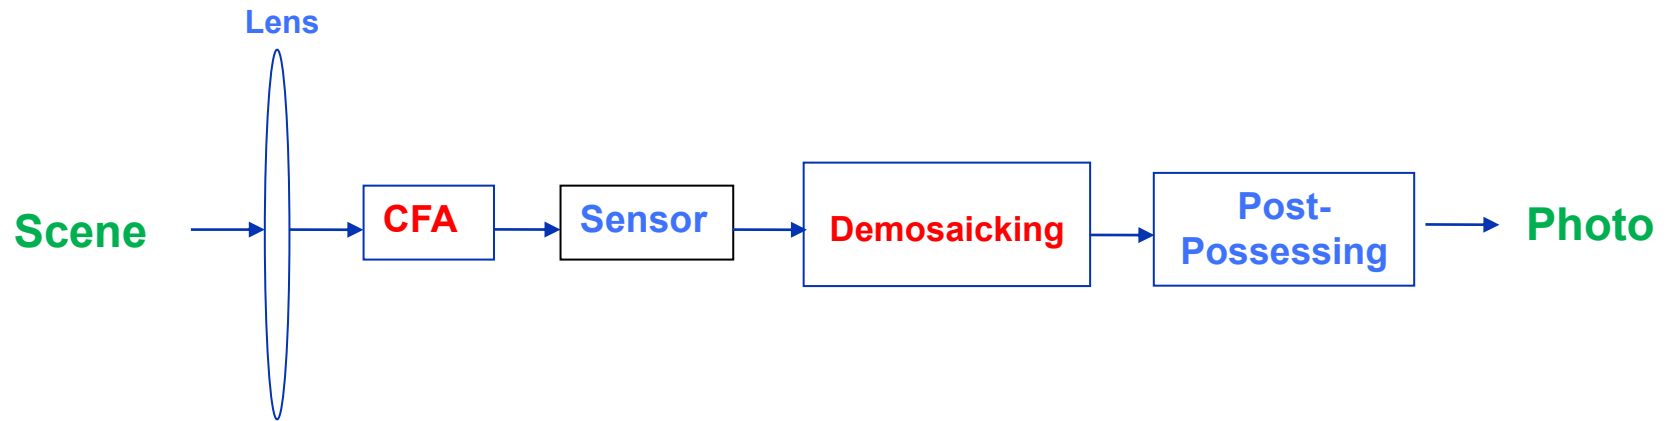 Lens
Scene
CFA
Sensor
Demosaicking
Post-
Possessing
Photo